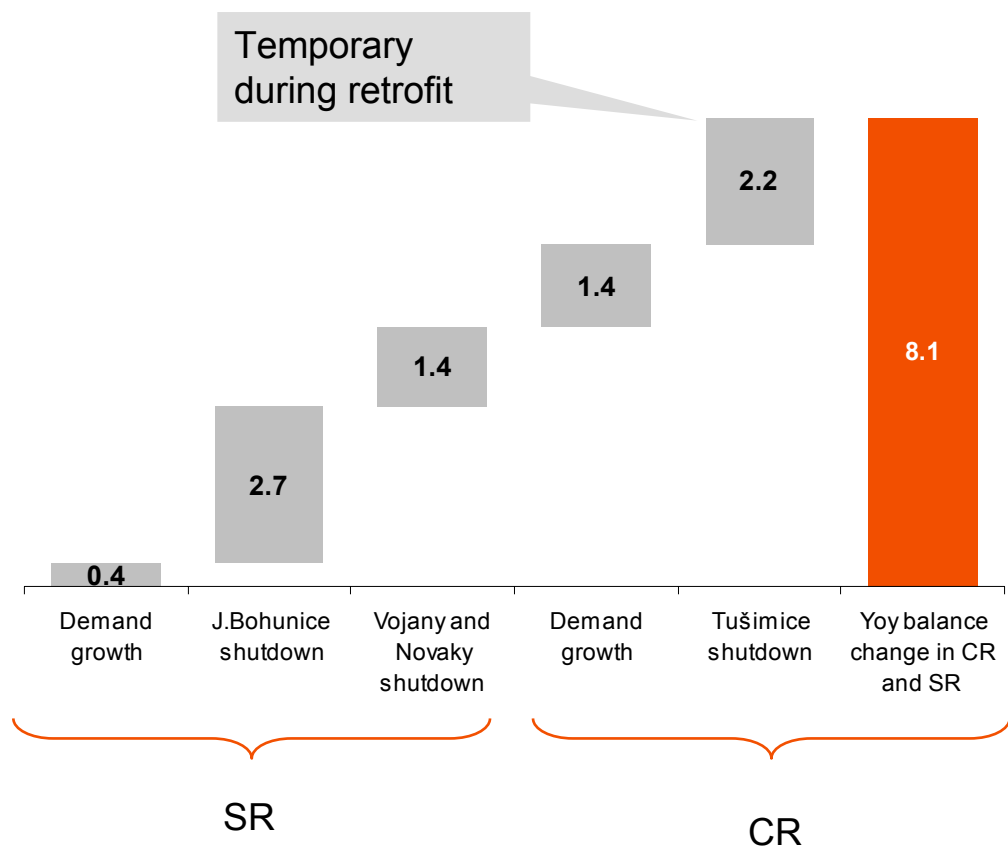 Temporary
during retrofit
2.2
1.4
8.1
1.4
2.7
0.4
Demand
growth
J.Bohunice
shutdown
Vojany and
Novaky
shutdown
Demand
growth
Tušimice
shutdown
Yoy balance
change in CR
and SR
SR
CR